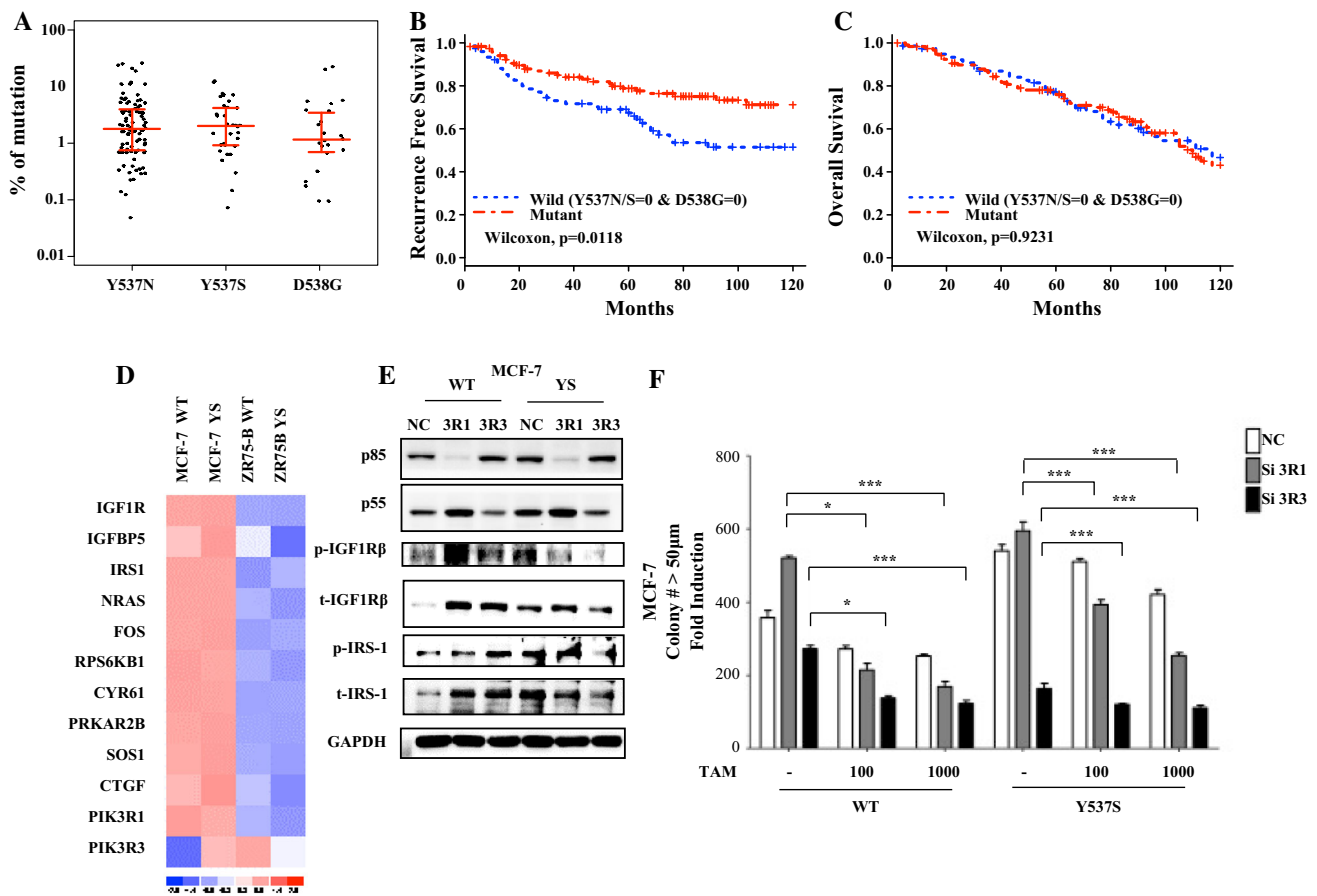 A
% of mutation
100
10
1
0.1
0.01
Y537N
Y537S
D538G
B
Recurrence Free Survival
1.0
0.8
0.6
0.4
0.2
0.0
Wild (Y537N/S=0 & D538G=0)
Mutant
Wilcoxon, p=0.0118
0
20
40
60
80
100
120
Months
C
Overall Suvival
1.0
0.8
0.6
0.4
0.2
0.0
Wild (Y537N/S=0 & D538G=0)
Mutant
Wilcoxon, p=0.9231
0
20
40
60
80
100
120
Months
D
MCF-7 WT
MCF-7 YS
ZR75-B WT
ZR75B YS
IGF1R
IGFBP5
IRS1
NRAS
FOS
RPS6KB1
CYR61
PRKAR2B
SOS1
CTGF
PIK3R1
PIK3R3
E
MCF-7
WT
YS
NC 3R1 3R3 NC 3R1 3R3
p85
p55
p-IGF1Rβ
t-IGF1Rβ
p-IRS-1
t-IRS-1
GAPDH
F
NC
Si 3R1
Si 3R3
MCF-7
Colony # > 50µm
Fold Induction
800
600
400
200
0
***
*
***
*
***
***
***
***
TAM - 100 1000 - 100 1000
WT
Y537S